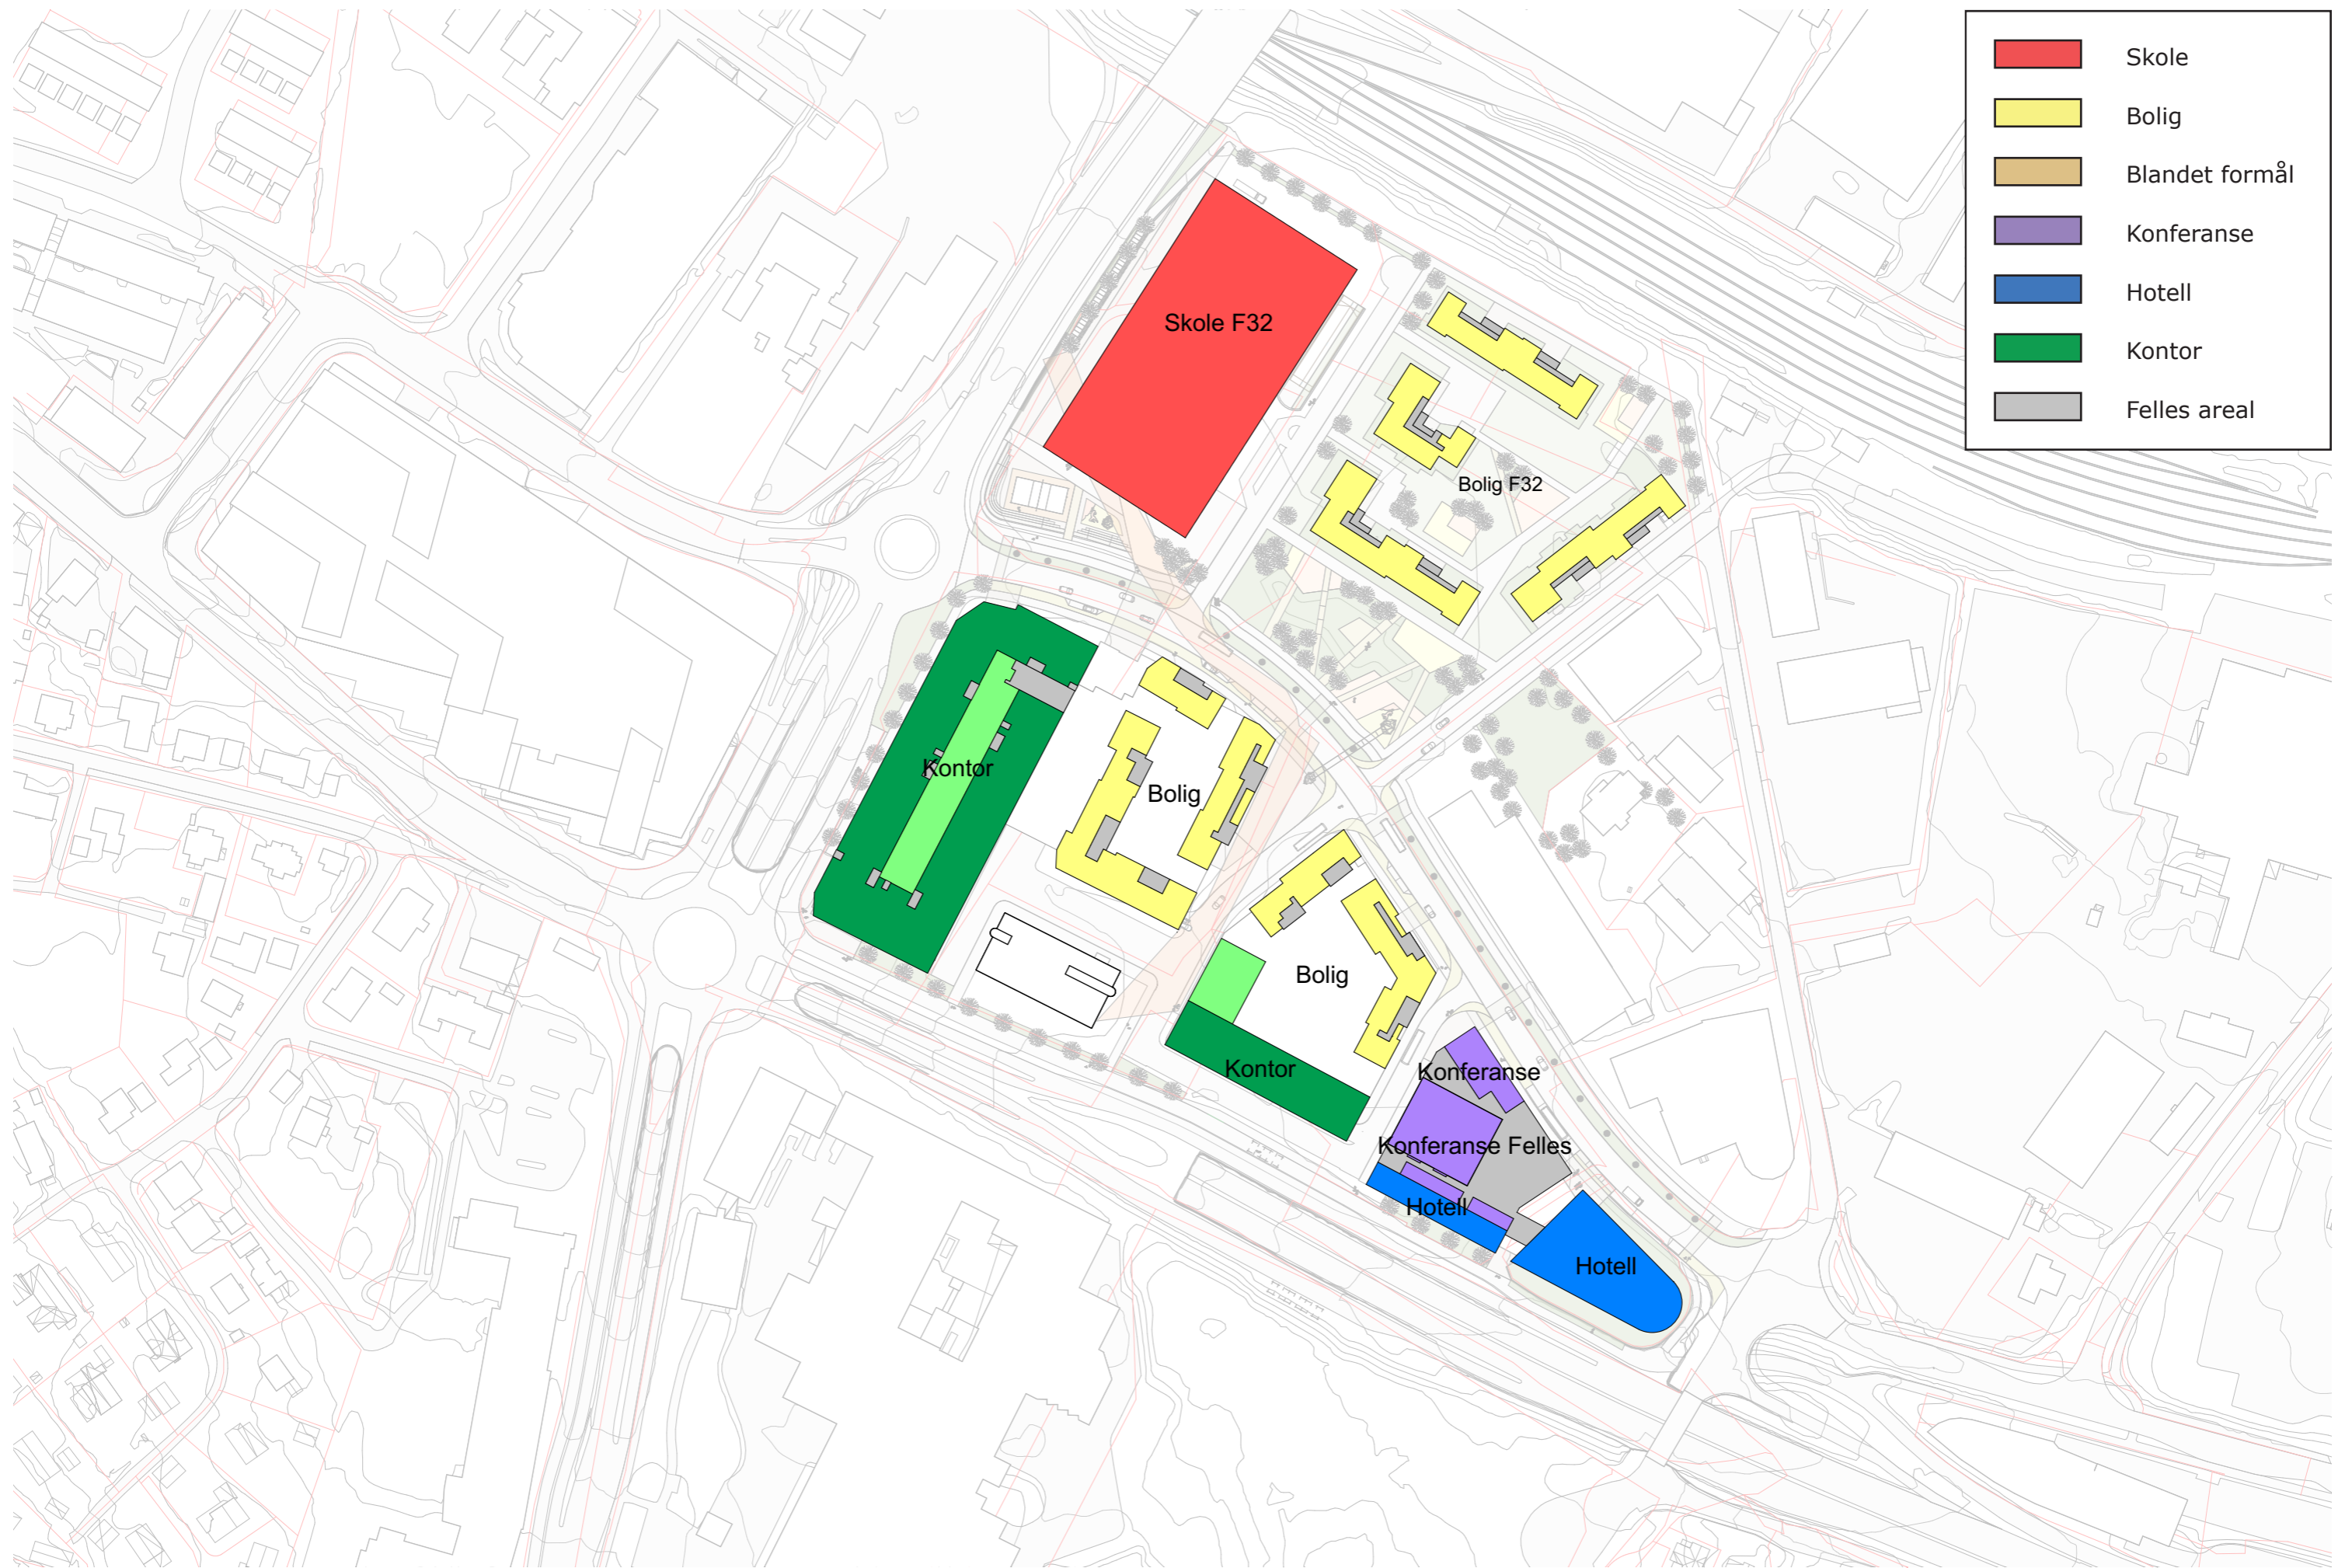 Skole
Bolig
Blandet formål
Konferanse
Hotell
Kontor
Felles areal
Skole F32
Bolig F32
Kontor
Bolig
Bolig
Kontor
Konferanse
Konferanse Felles
Hotell
Hotell